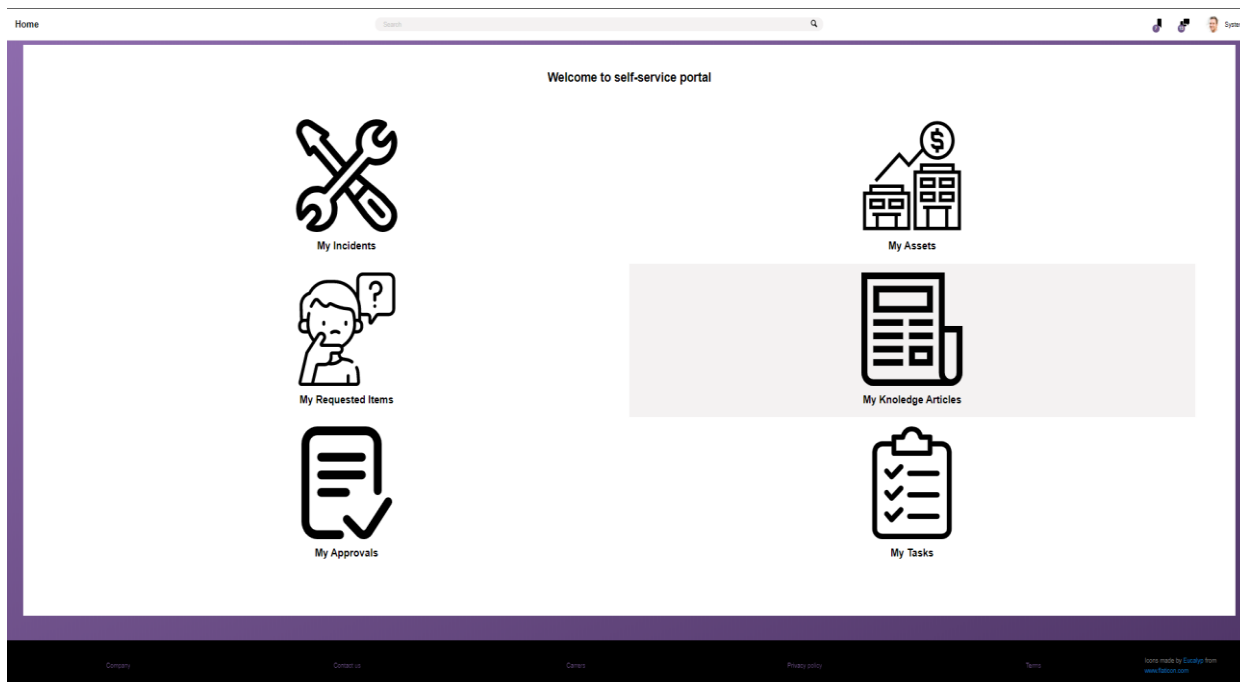 Home
Search
Syste
Welcome to self-service portal
$
My Incidents
My Assets
?
My Requested Items
My Knoledge Articles
My Approvals
My Tasks
Company
Contact us
Careers
Privacy policy
Terms
Icons made by Eucalyp from
www.flaticon.com